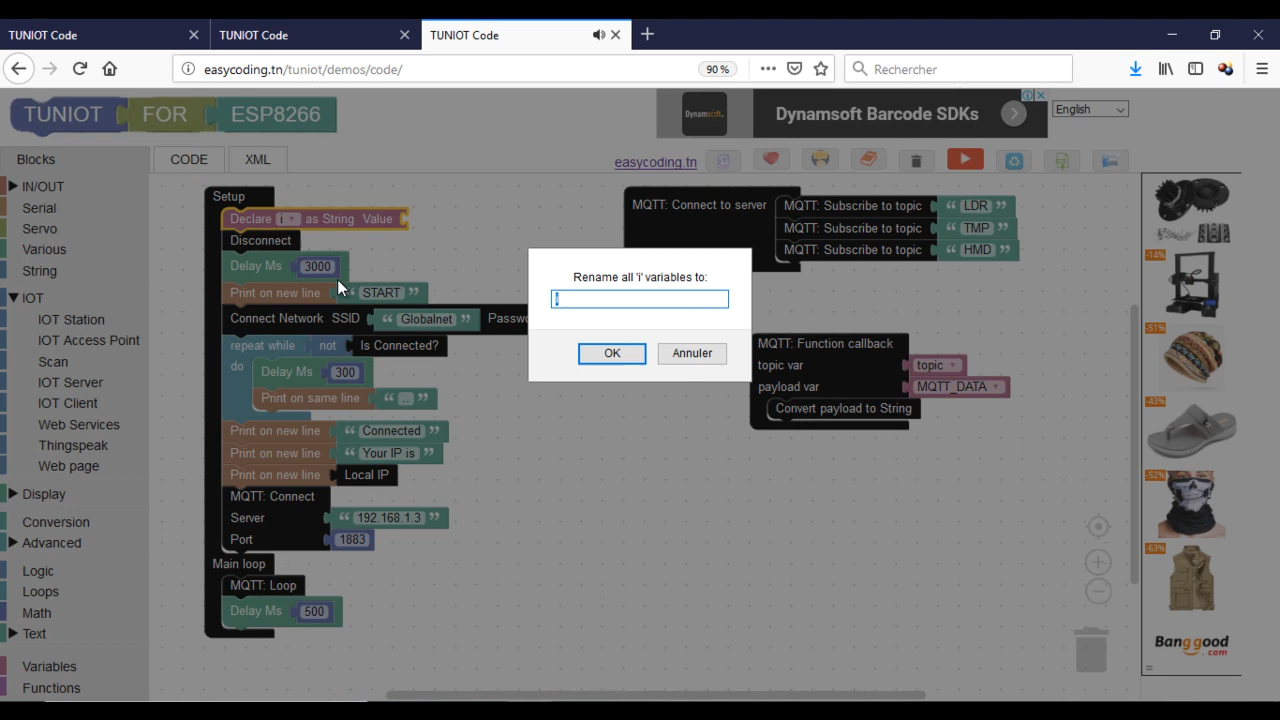 TUNIOT Code
TUNIOT Code
TUNIOT Code
easycoding.tn/tuniot/demos/code/
90 %
Rechercher
TUNIOT FOR ESP8266
Dynamsoft
Dynamsoft Barcode SDKs
English
Blocks
CODE
XML
easycoding.tn
IN/OUT
Serial
Servo
Various
String
IOT
IOT Station
IOT Access Point
Scan
IOT Server
IOT Client
Web Services
Thingspeak
Web page
Display
Conversion
Advanced
Logic
Loops
Math
Text
Variables
Functions
Setup
Declare i as String Value
Disconnect
Delay Ms 3000
Print on new line “ START ”
Connect Network SSID “ Globalnet ” Passwo
repeat while not Is Connected?
do
Delay Ms 300
Print on same line “ .. ”
Print on new line “ Connected ”
Print on new line “ Your IP is ”
Print on new line Local IP
MQTT: Connect
Server “ 192.168.1.3 ”
Port 1883
Main loop
MQTT: Loop
Delay Ms 500
MQTT: Connect to server
MQTT: Subscribe to topic “ LDR ”
MQTT: Subscribe to topic “ TMP ”
MQTT: Subscribe to topic “ HMD ”
Rename all 'i' variables to:
i
OK
Annuler
MQTT: Function callback
topic var topic
payload var MQTT_DATA
Convert payload to String
-14%
-51%
-43%
-52%
-63%
Banggood
.com